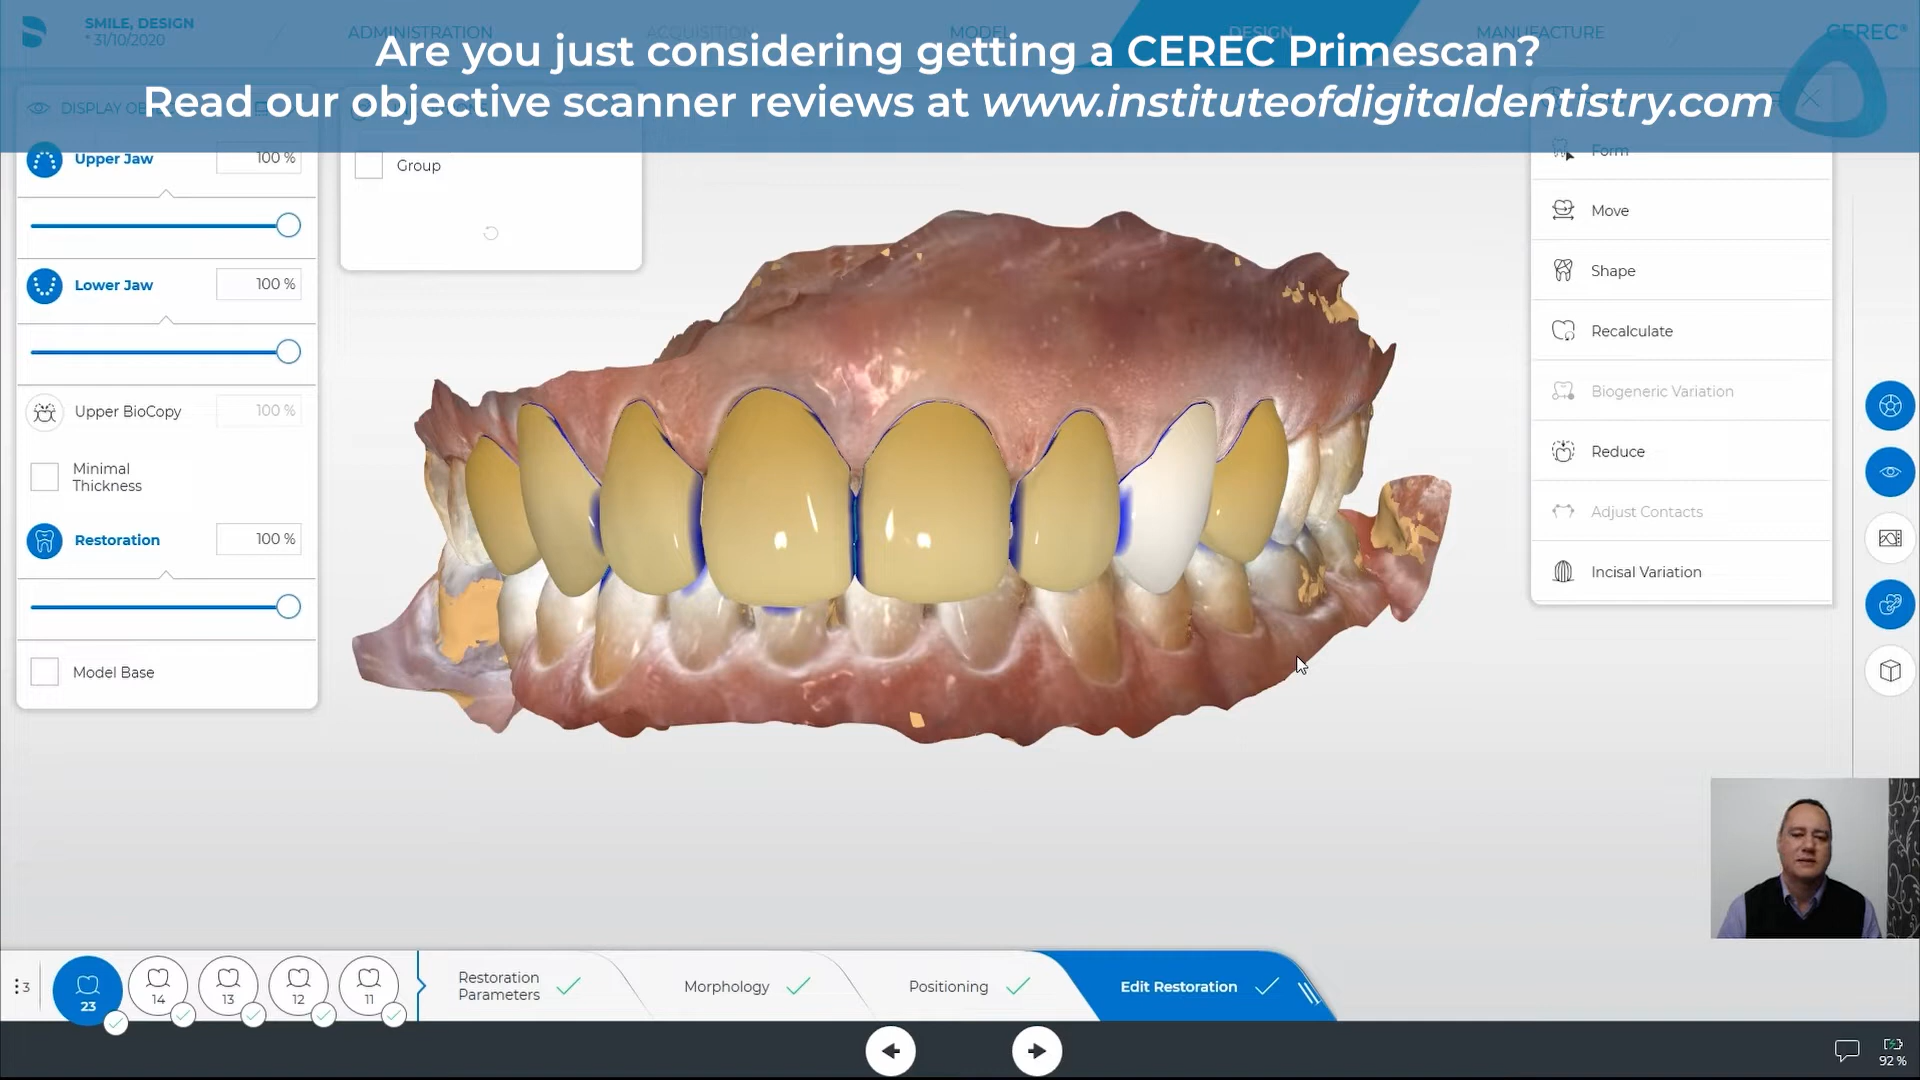 SMILE, DESIGN
* 31/10/2020
ADMINISTRATION
ACQUISITION
MODEL
DESIGN
MANUFACTURE
CEREC®
Are you just considering getting a CEREC Primescan?
Read our objective scanner reviews at www.instituteofdigitaldentistry.com
Upper Jaw
100 %
Lower Jaw
100 %
Upper BioCopy
100 %
Minimal
Thickness
Restoration
100 %
Model Base
Group
Form
Move
Shape
Recalculate
Biogeneric Variation
Reduce
Adjust Contacts
Incisal Variation
3
23
14
13
12
11
Restoration
Parameters
Morphology
Positioning
Edit Restoration
92 %